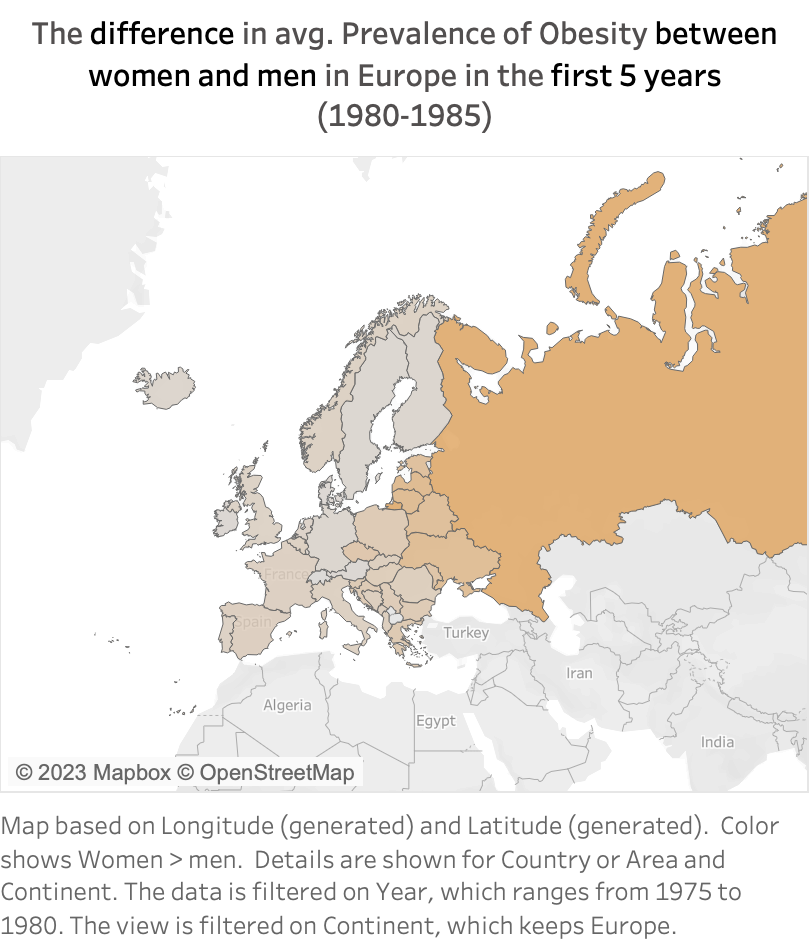 The difference in avg. Prevalence of Obesity between
women and men in Europe in the first 5 years
(1980-1985)
France
Spain
Turkey
Iran
Algeria
Egypt
India
© 2023 Mapbox © OpenStreetMap
Map based on Longitude (generated) and Latitude (generated). Color
shows Women > men. Details are shown for Country or Area and
Continent. The data is filtered on Year, which ranges from 1975 to
1980. The view is filtered on Continent, which keeps Europe.